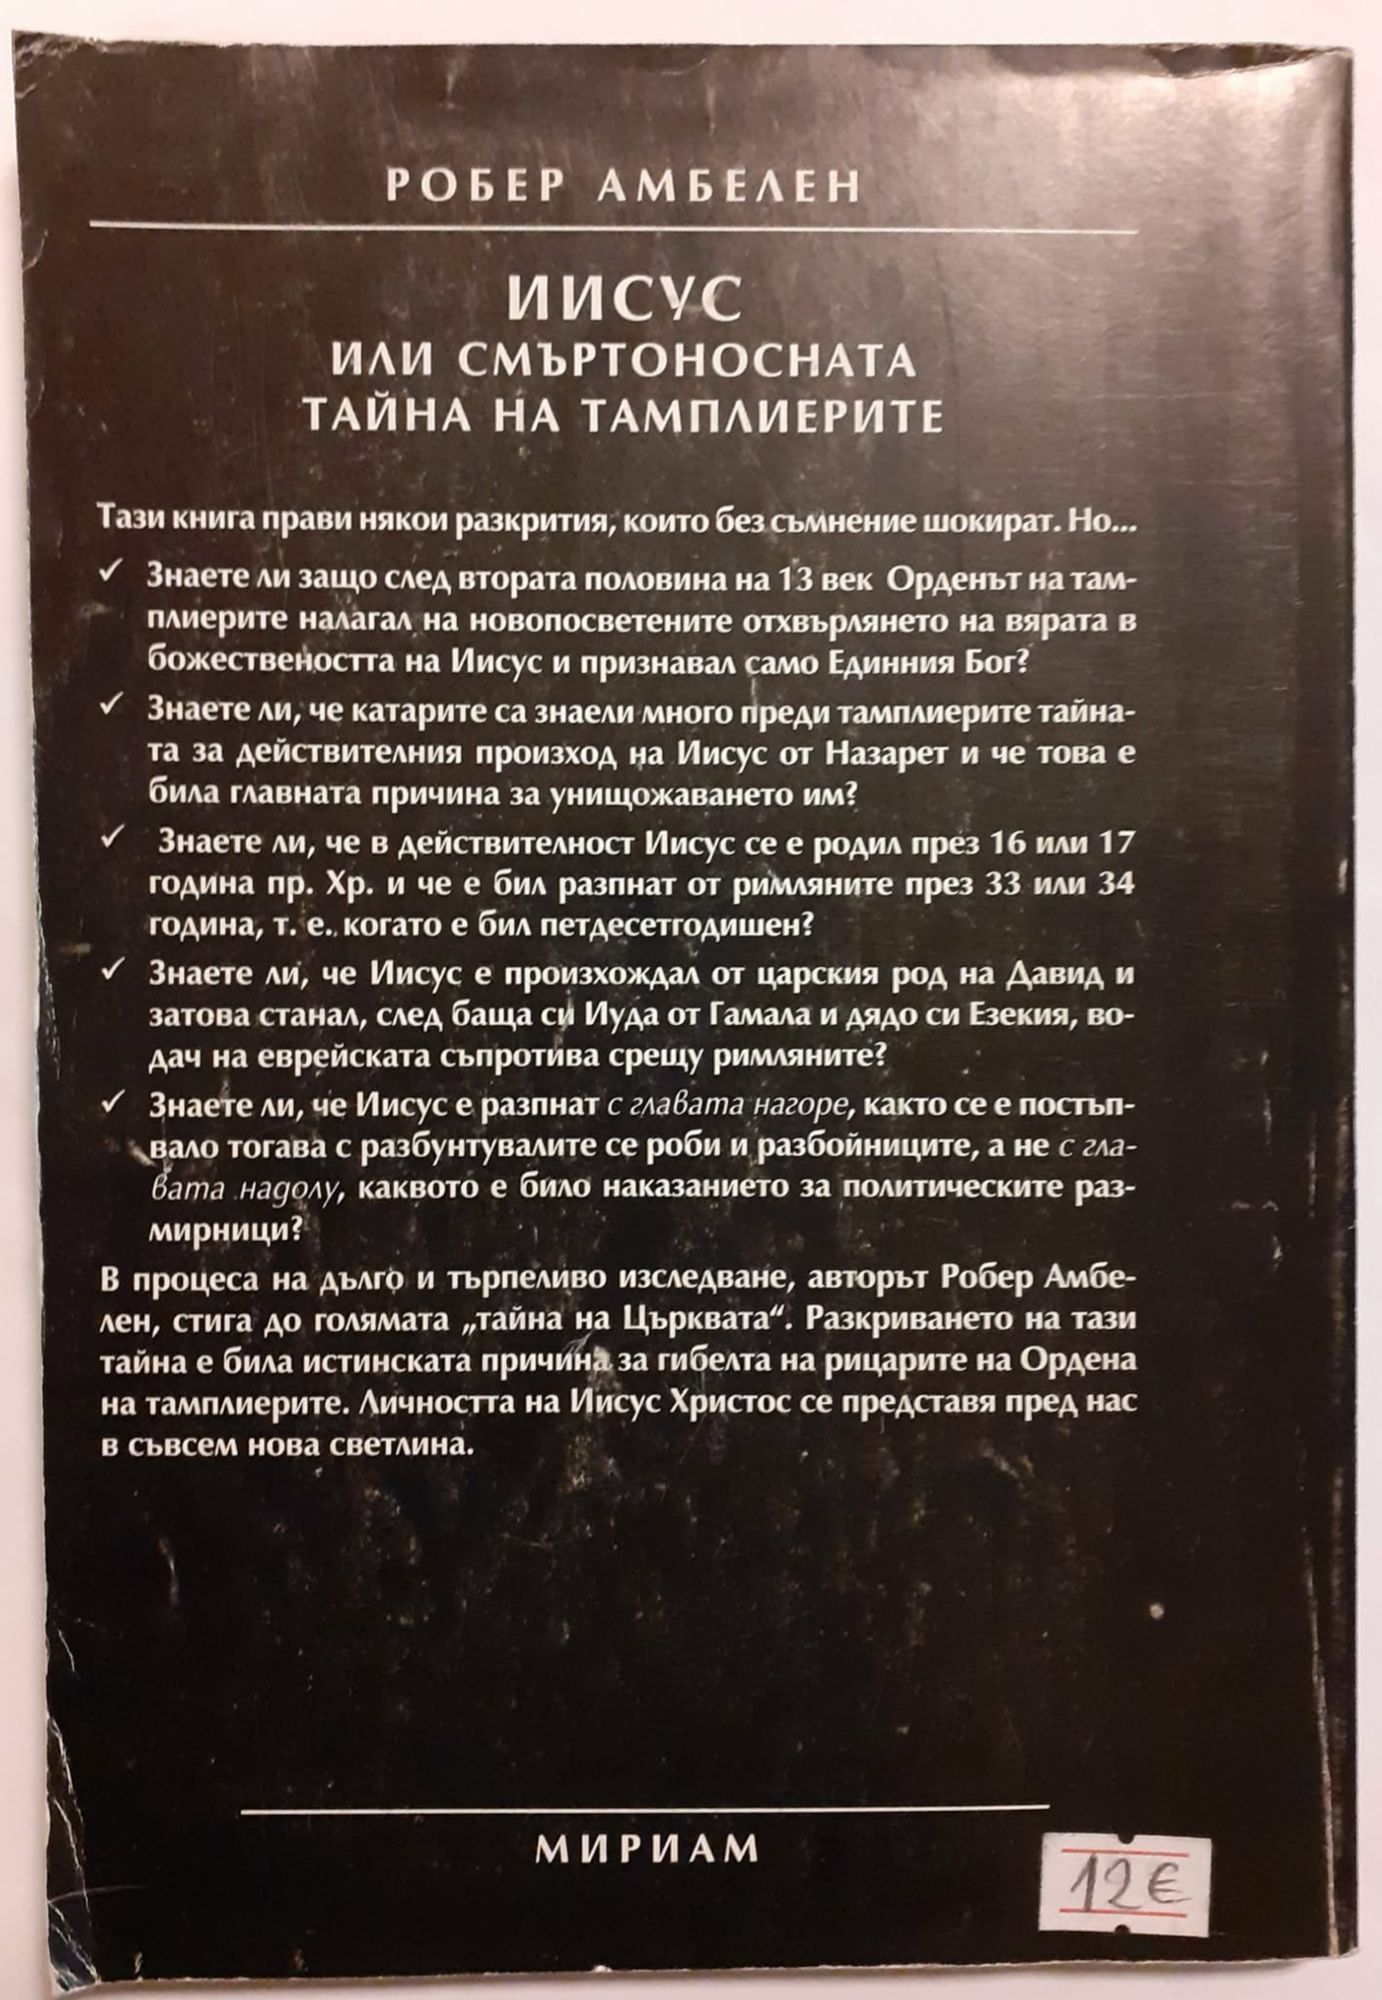 РОБЕР АМБЕЛЕН
ИИСУС
ИЛИ СМЪРТОНОСНАТА
ТАЙНА НА ТАМПЛИЕРИТЕ
Тази книга прави някои разкрития, които без съмнение шокират. Но...
✓ Знаете ли защо след втората половина на 13 век Орденът на там-
плиерите налагал на новопосветените отхвърлянето на вярата в
божествеността на Иисус и признавал само Единния Бог?
✓ Знаете ли, че катарите са знаели много преди тамплиерите тайна-
та за действителния произход на Иисус от Назарет и че това е
била главната причина за унищожаването им?
✓ Знаете ли, че в действителност Иисус се е родил през 16 или 17
година пр. Хр. и че е бил разпнат от римляните през 33 или 34
година, т. е. когато е бил петдесетгодишен?
✓ Знаете ли, че Иисус е произхождал от царския род на Давид и
затова станал, след баща си Иуда от Гамала и дядо си Езекия, во-
дач на еврейската съпротива срещу римляните?
✓ Знаете ли, че Иисус е разпнат с главата нагоре, както се е постъп-
вало тогава с разбунтувалите се роби и разбойниците, а не с гла-
вата надолу, каквото е било наказанието за политическите раз-
мирници?
В процеса на дълго и търпеливо изследване, авторът Робер Амбе-
лен, стига до голямата „тайна на Църквата“. Разкриването на тази
тайна е била истинската причина за гибелта на рицарите на Ордена
на тамплиерите. Личността на Иисус Христос се представя пред нас
в съвсем нова светлина.
МИРИАМ
12€